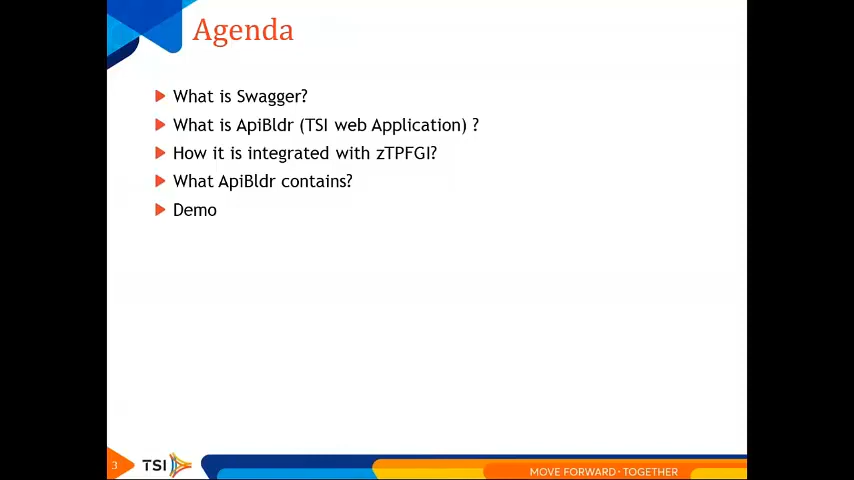 Agenda
What is Swagger?
What is ApiBldr (TSI web Application) ?
How it is integrated with zTPFGI?
What ApiBldr contains?
Demo
3
TSI
MOVE FORWARD · TOGETHER